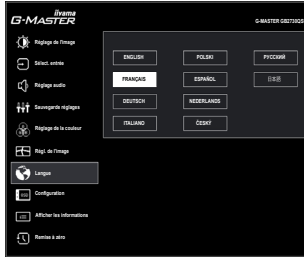 iiyama
G-MASTER
G-MASTER GB2730QS
Réglage de l'image
Sélect. entrée
Réglage audio
Sauvegarde réglages
Réglage de la couleur
Régl. de l'image
Langue
Configuration
Afficher les informations
Remise à zéro
ENGLISH
POLSKI
РУССКИЙ
FRANÇAIS
ESPAÑOL
日本語
DEUTSCH
NEDERLANDS
ITALIANO
ČESKÝ